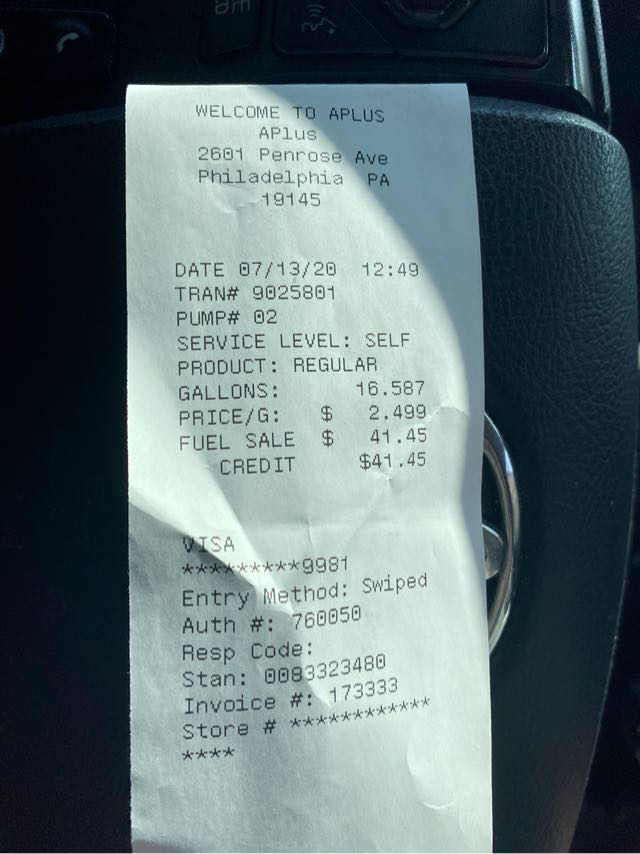 WELCOME TO APLUS
APlus
2601 Penrose Ave
Philadelphia PA
19145
DATE 07/13/20 12:49
TRAN# 9025801
PUMP# 02
SERVICE LEVEL: SELF
PRODUCT: REGULAR
GALLONS: 16.587
PRICE/G: $ 2.499
FUEL SALE $ 41.45
CREDIT $41.45
VISA
*********9981
Entry Method: Swiped
Auth #: 760050
Resp Code:
Stan: 0083323480
Invoice #: 173333
Store # ************
****